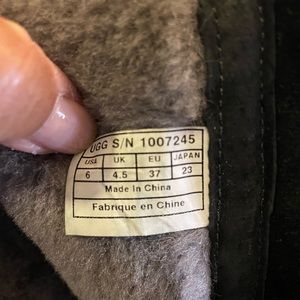 UGG S/N 1007245
USA UK EU JAPAN
6 4.5 37 23
Made In China
Fabrique en Chine